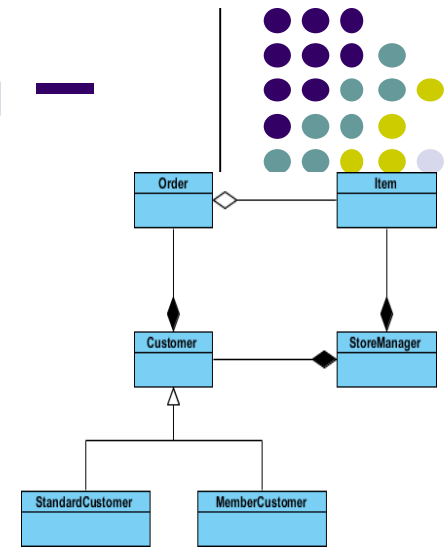 Order
Item
Customer
StoreManager
StandardCustomer
MemberCustomer